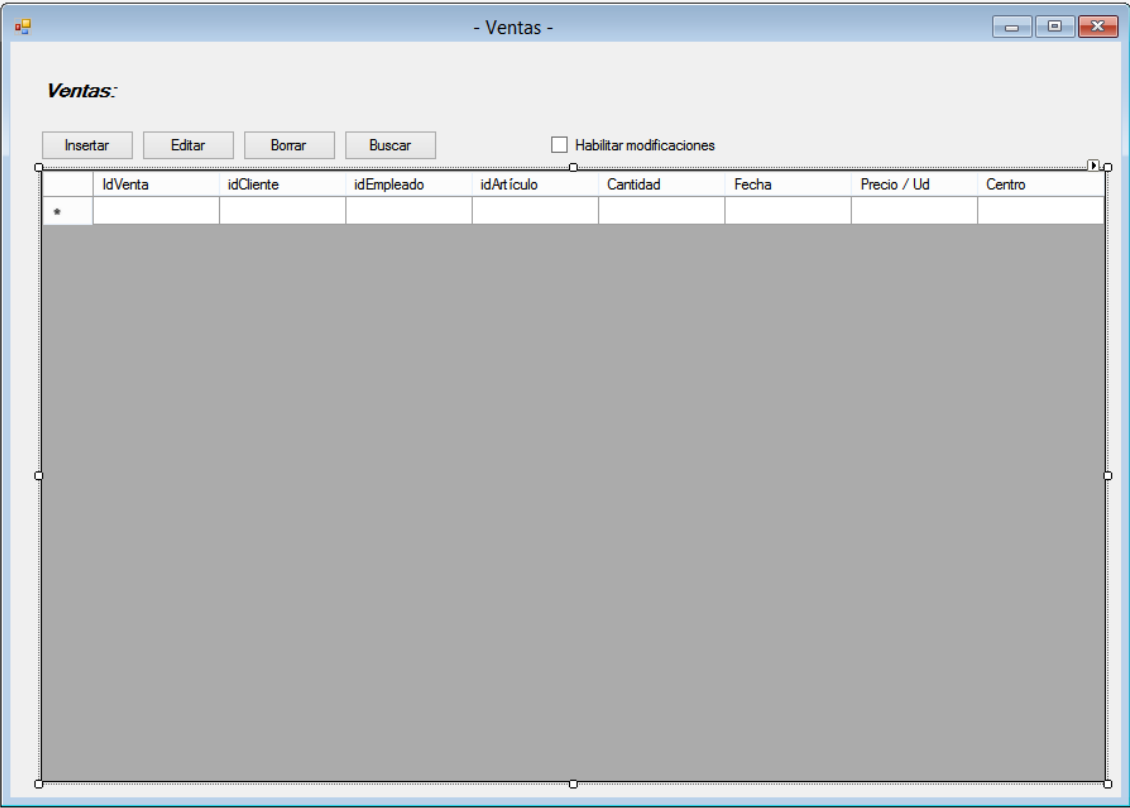 - Ventas -
Ventas:
Insertar Editar Borrar Buscar Habilitar modificaciones
IdVenta idCliente idEmpleado idArtículo Cantidad Fecha Precio / Ud Centro
*